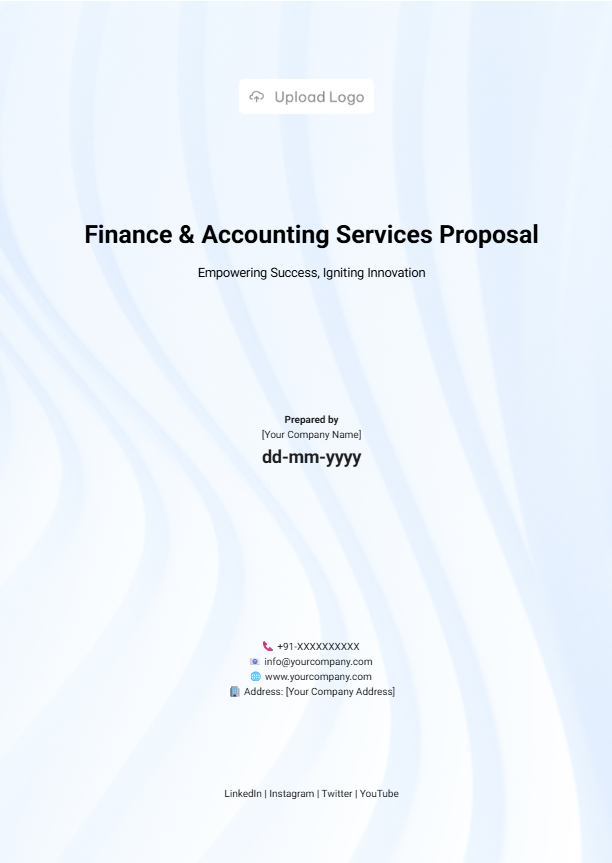 Upload Logo
Finance & Accounting Services Proposal
Empowering Success, Igniting Innovation
Prepared by
[Your Company Name]
dd-mm-yyyy
+91-XXXXXXXXXX
info@yourcompany.com
www.yourcompany.com
Address: [Your Company Address]
LinkedIn | Instagram | Twitter | YouTube